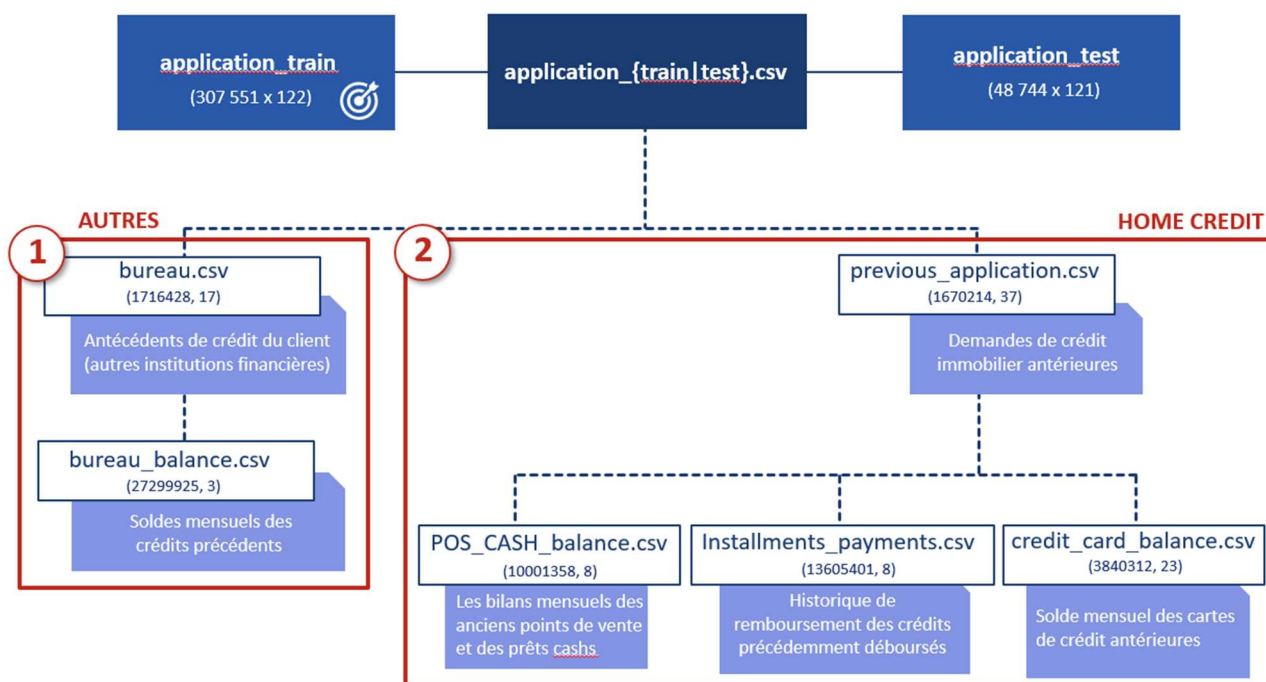 application_train
(307 551 x 122)
application_{train|test}.csv
application_test
(48 744 x 121)
AUTRES
HOME CREDIT
1
bureau.csv
(1716428, 17)
Antécédents de crédit du client
(autres institutions financières)
bureau_balance.csv
(27299925, 3)
Soldes mensuels des
crédits précédents
2
previous_application.csv
(1670214, 37)
Demandes de crédit
immobilier antérieures
POS_CASH_balance.csv
(10001358, 8)
Les bilans mensuels des
anciens points de vente
et des prêts cashs
Installments_payments.csv
(13605401, 8)
Historique de
remboursement des crédits
précédemment déboursés
credit_card_balance.csv
(3840312, 23)
Solde mensuel des cartes
de crédit antérieures